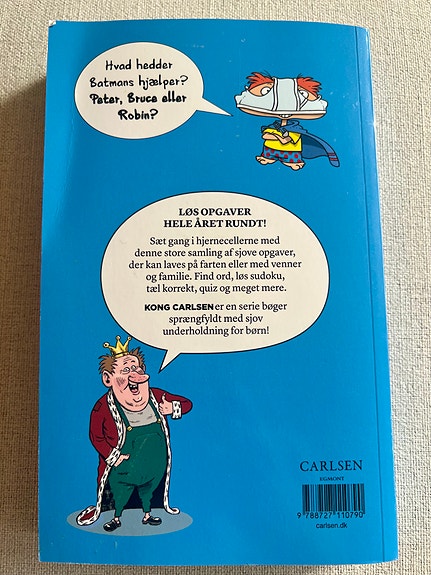 Hvad hedder
Batmans hjælper?
Peter, Bruce eller
Robin?
LØS OPGAVER
HELE ÅRET RUNDT!
Sæt gang i hjernecellerne med
denne store samling af sjove opgaver,
der kan laves på farten eller med venner
og familie. Find ord, løs sudoku,
tæl korrekt, quiz og meget mere.
KONG CARLSEN er en serie bøger
sprængfyldt med sjov
underholdning for børn!
CARLSEN
EGMONT
9 788727 110790
carlsen.dk